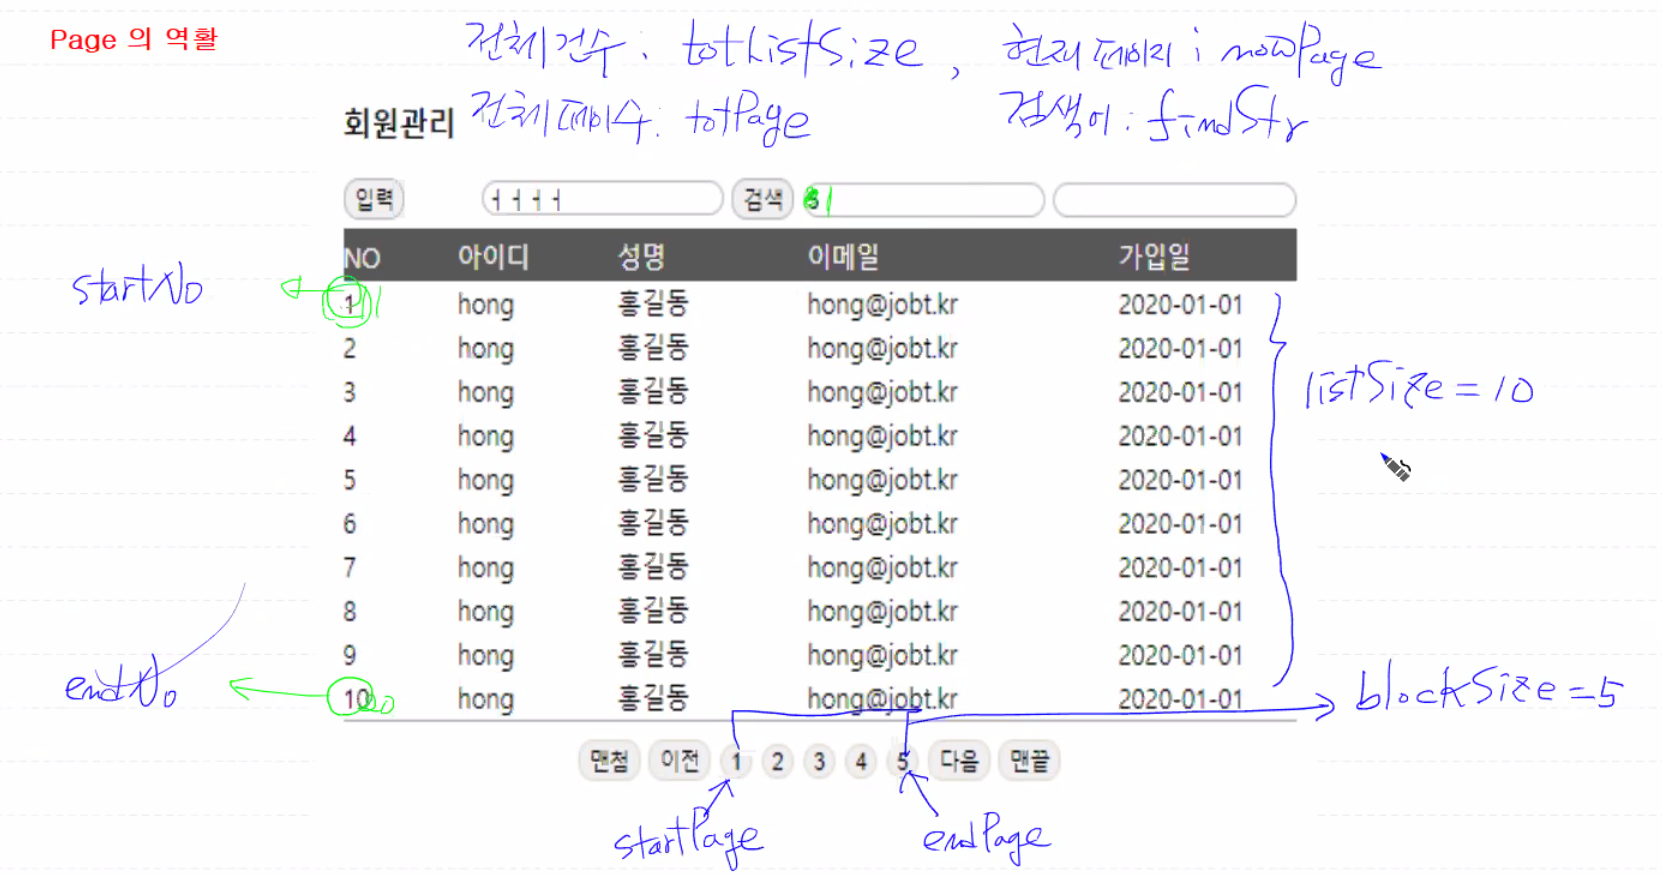 Page 의 역활
전체건수 : totListSize , 현재페이지 : nowPage
전체페이수 : totPage 검색어 : findStr
회원관리
입력 ㅓㅓㅓㅓ 검색
NO 아이디 성명 이메일 가입일
startNo
1 hong 홍길동 hong@jobt.kr 2020-01-01
2 hong 홍길동 hong@jobt.kr 2020-01-01
3 hong 홍길동 hong@jobt.kr 2020-01-01
listSize = 10
4 hong 홍길동 hong@jobt.kr 2020-01-01
5 hong 홍길동 hong@jobt.kr 2020-01-01
6 hong 홍길동 hong@jobt.kr 2020-01-01
7 hong 홍길동 hong@jobt.kr 2020-01-01
8 hong 홍길동 hong@jobt.kr 2020-01-01
9 hong 홍길동 hong@jobt.kr 2020-01-01
endNo
10 hong 홍길동 hong@jobt.kr 2020-01-01
blockSize = 5
맨첨 이전 1 2 3 4 5 다음 맨끝
startPage endPage